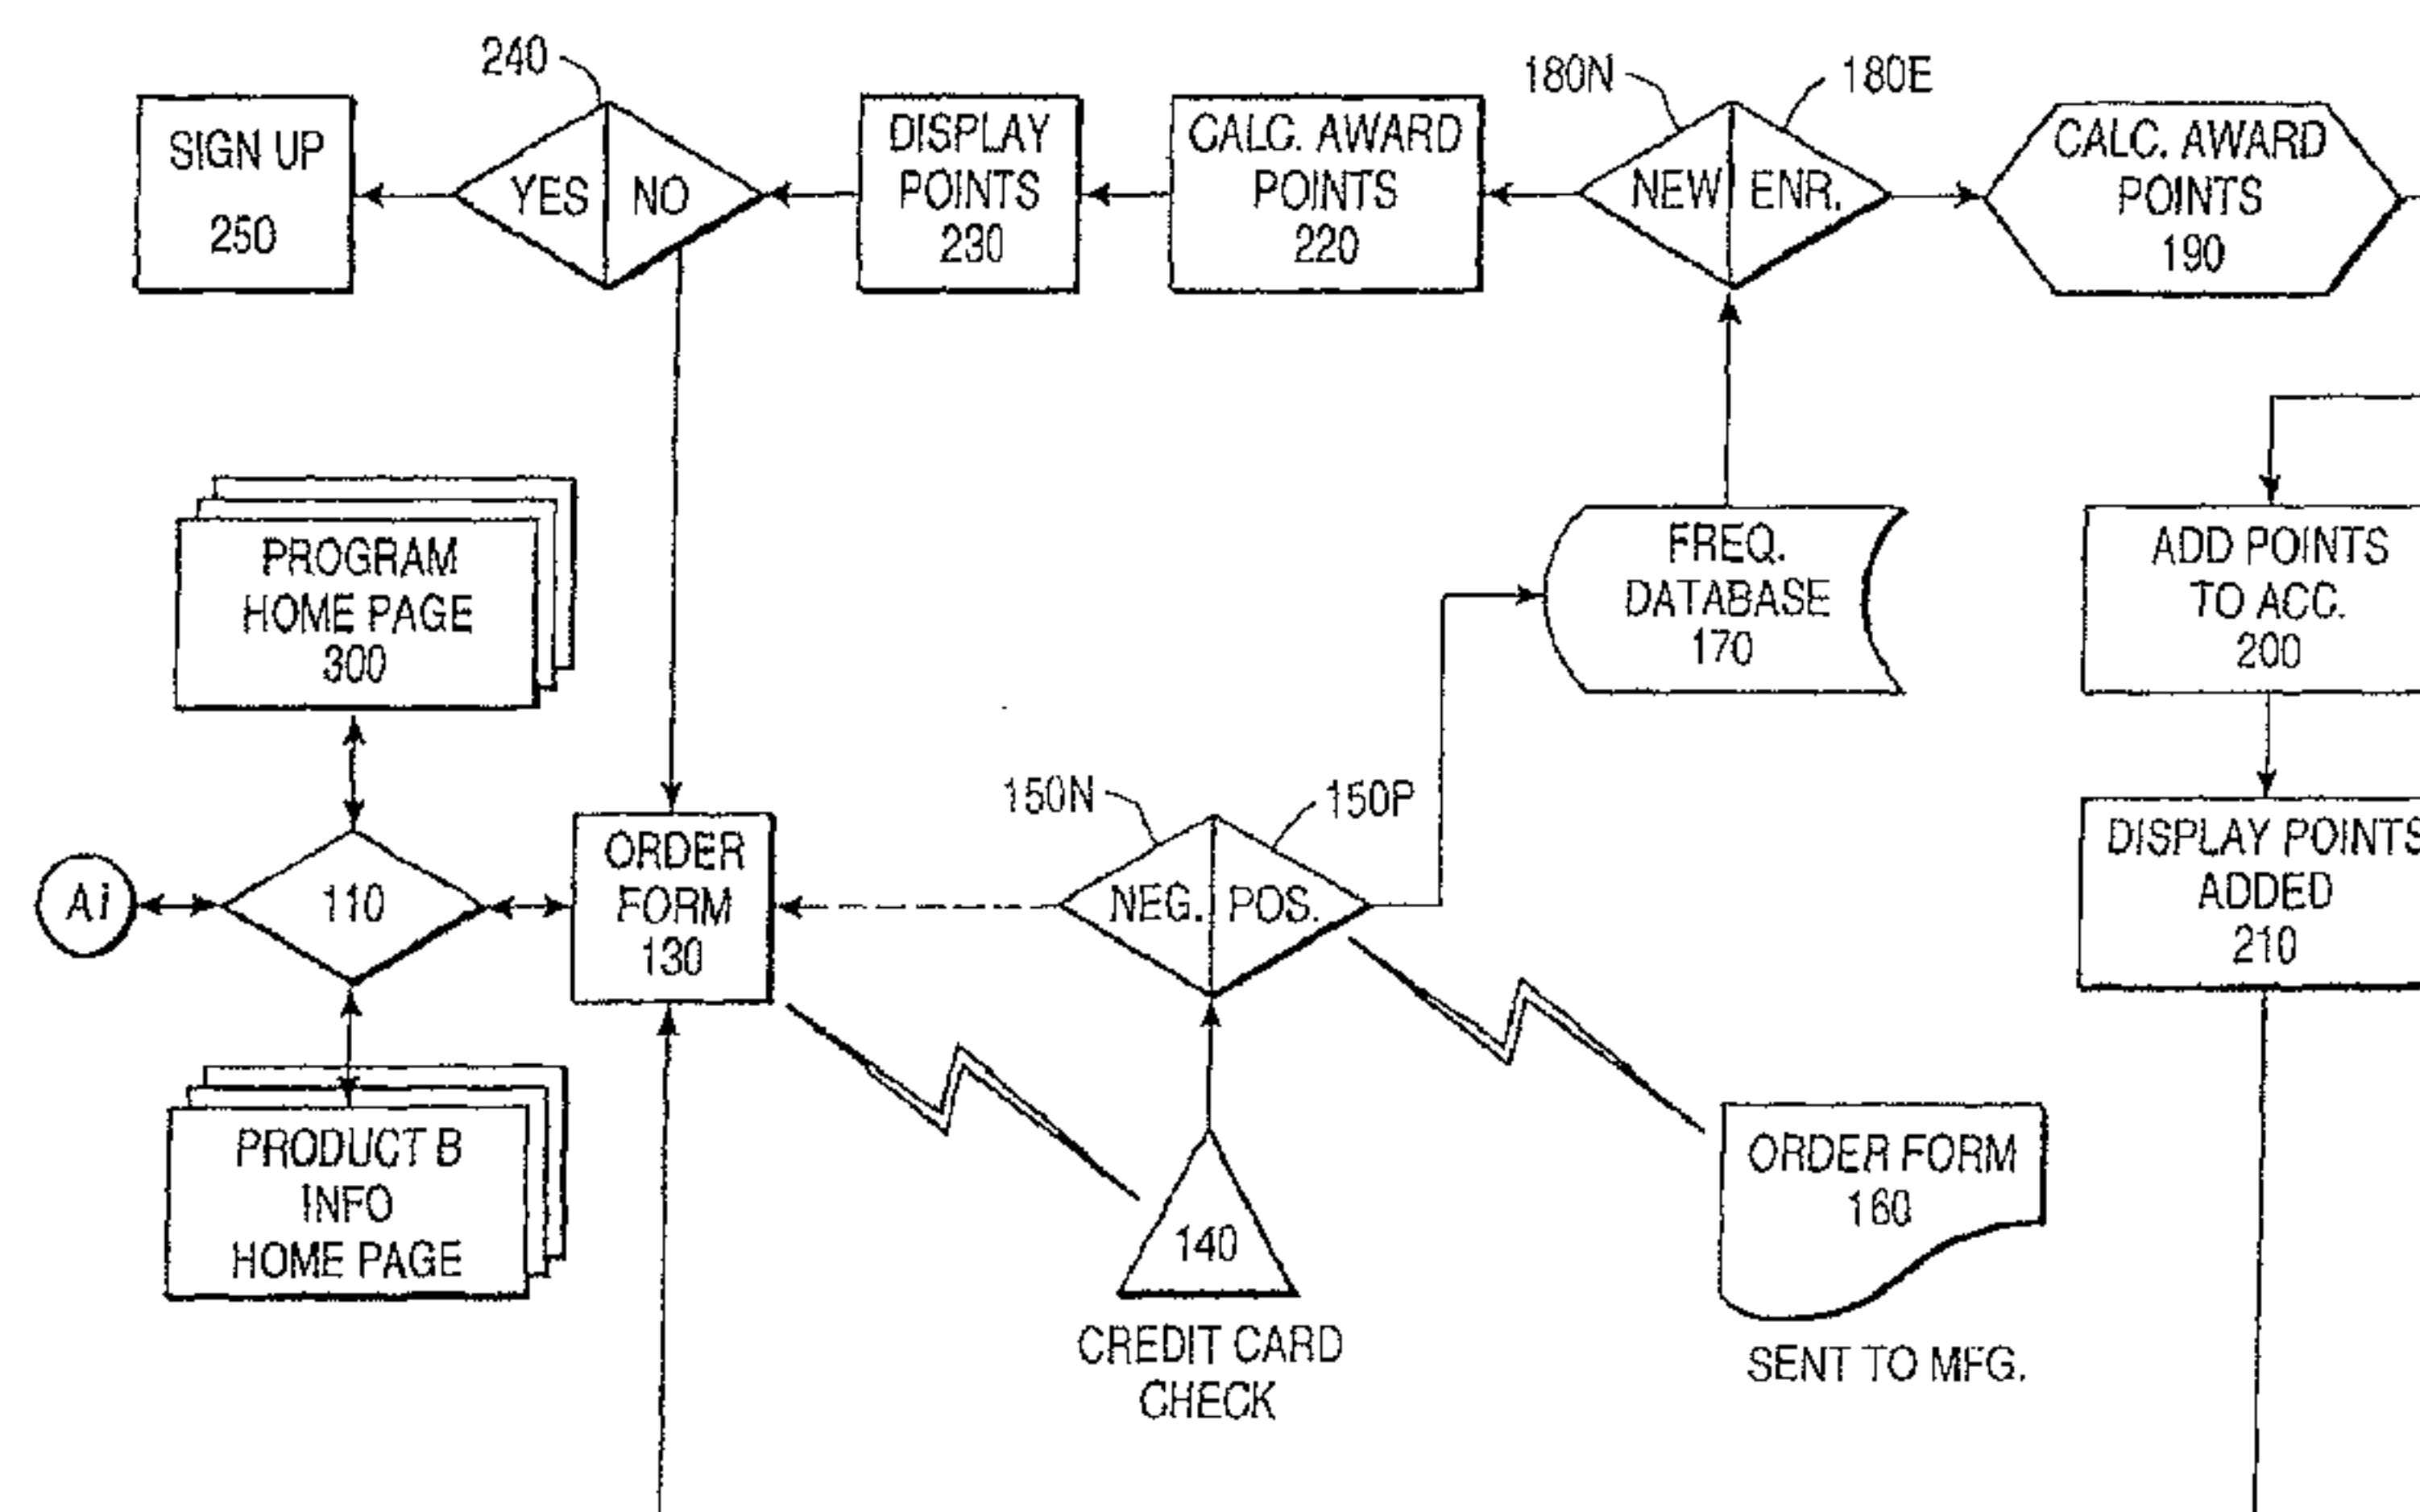 240
180N
180E
SIGN UP
250
YES NO
DISPLAY
POINTS
230
CALC. AWARD
POINTS
220
NEW ENR.
CALC. AWARD
POINTS
190
PROGRAM
HOME PAGE
300
FREQ.
DATABASE
170
ADD POINTS
TO ACC.
200
Ai
110
ORDER
FORM
130
150N
150P
NEG. POS.
DISPLAY POINTS
ADDED
210
PRODUCT B
INFO
HOME PAGE
140
CREDIT CARD
CHECK
ORDER FORM
160
SENT TO MFG.